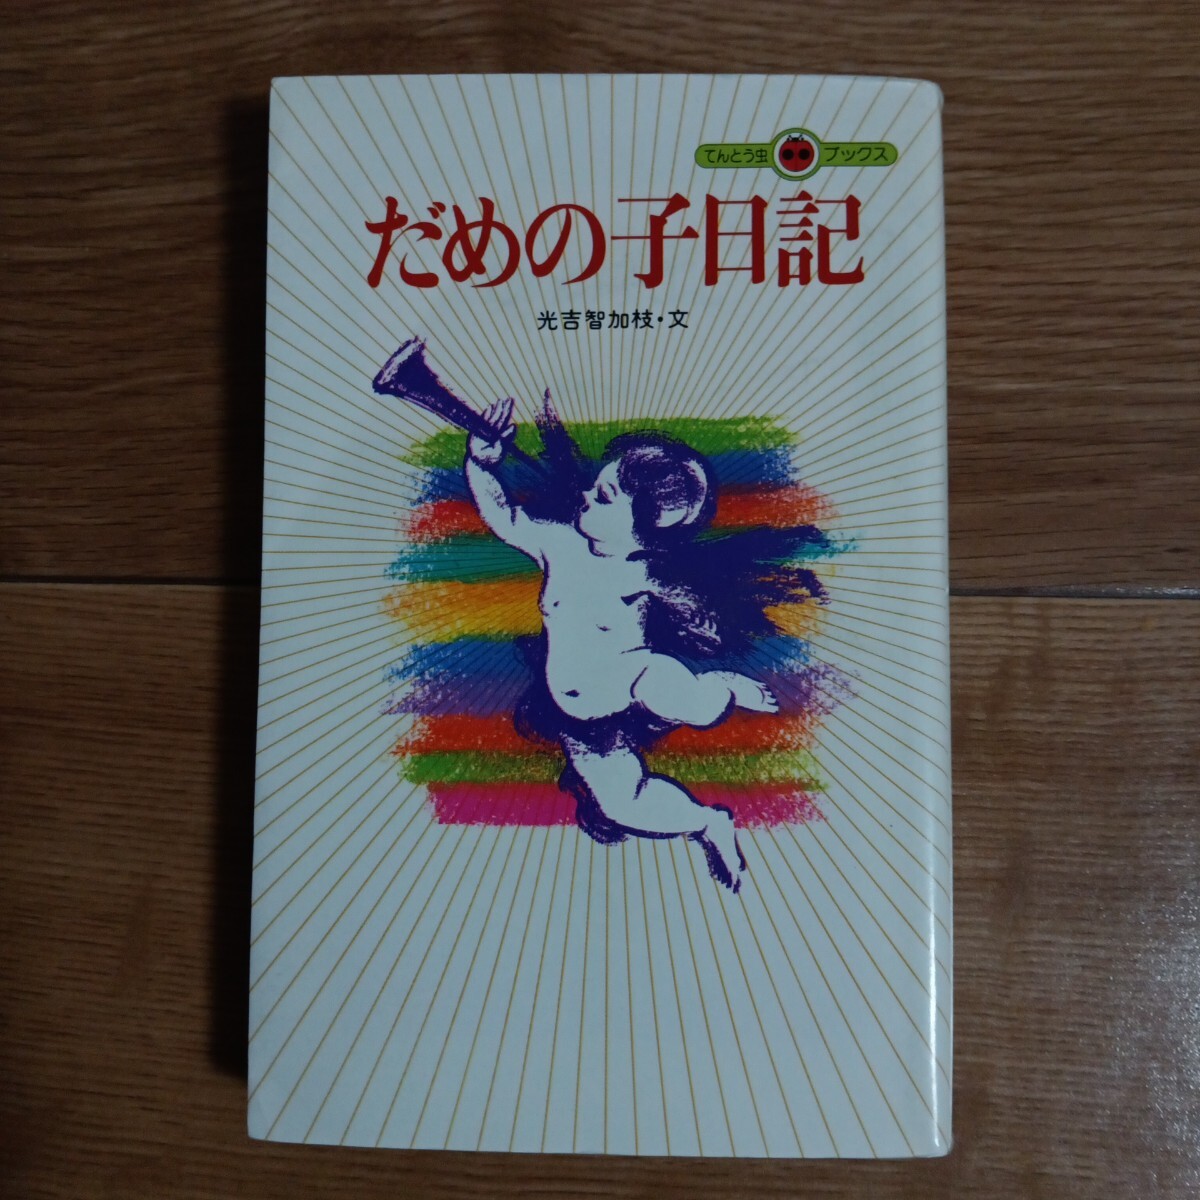 てんとう虫 ブックス
だめの子日記
光吉智加枝・文